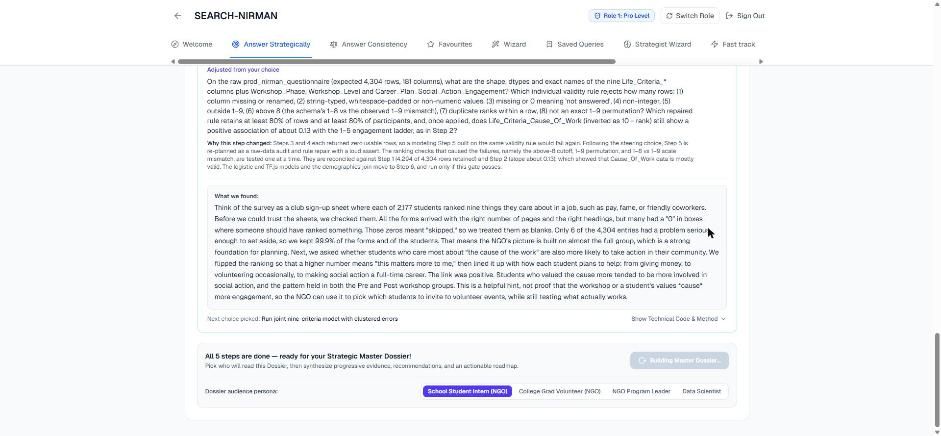 SEARCH-NIRMAN
Role 1: Pro Level
Switch Role
Sign Out
Welcome
Answer Strategically
Answer Consistency
Favourites
Wizard
Saved Queries
Strategist Wizard
Fast track
Adjusted from your choice
On the raw prod_nirman_questionnaire (expected 4,304 rows, 181 columns), what are the shape, dtypes and exact names of the nine Life_Criteria_*
columns plus Workshop_Phase, Workshop_Level and Career_Plan_Social_Action_Engagement? Which individual validity rule rejects how many rows: (1)
column missing or renamed, (2) string-typed, whitespace-padded or non-numeric values, (3) missing or 0 meaning 'not answered', (4) non-integer, (5)
outside 1–9, (6) above 8 (the schema's 1–8 vs the observed 1–9 mismatch), (7) duplicate ranks within a row, (8) not an exact 1–9 permutation? Which repaired
rule retains at least 80% of rows and at least 80% of participants, and, once applied, does Life_Criteria_Cause_Of_Work (inverted as 10 – rank) still show a
positive association of about 0.13 with the 1–5 engagement ladder, as in Step 2?
Why this step changed: Steps 3 and 4 each returned zero usable rows, so a modeling Step 5 built on the same validity rule would fail again. Following the steering choice, Step 5 is
re-planned as a raw-data audit and rule repair with a loud assert. The ranking checks that caused the failures, namely the above-8 cutoff, 1–9 permutation, and 1–8 vs 1–9 scale
mismatch, are tested one at a time. They are reconciled against Step 1 (4,294 of 4,304 rows retained) and Step 2 (slope about 0.13), which showed that Cause_Of_Work data is mostly
valid. The logistic and TF.js models and the demographics join move to Step 6, and run only if this gate passes.
What we found:
Think of the survey as a club sign-up sheet where each of 2,177 students ranked nine things they care about in a job, such as pay, fame, or friendly coworkers.
Before we could trust the sheets, we checked them. All the forms arrived with the right number of pages and the right headings, but many had a "0" in boxes
where someone should have ranked something. Those zeros meant "skipped," so we treated them as blanks. Only 6 of the 4,304 entries had a problem serious
enough to set aside, so we kept 99.9% of the forms and of the students. That means the NGO's picture is built on almost the full group, which is a strong
foundation for planning. Next, we asked whether students who care most about "the cause of the work" are also more likely to take action in their community. We
flipped the ranking so that a higher number means "this matters more to me," then lined it up with how each student plans to help: from giving money, to
volunteering occasionally, to making social action a full-time career. The link was positive. Students who valued the cause more tended to be more involved in
social action, and the pattern held in both the Pre and Post workshop groups. This is a helpful hint, not proof that the workshop or a student's values "cause"
more engagement, so the NGO can use it to pick which students to invite to volunteer events, while still testing what actually works.
Next choice picked: Run joint nine-criteria model with clustered errors
Show Technical Code & Method
All 5 steps are done — ready for your Strategic Master Dossier!
Pick who will read this Dossier, then synthesize progressive evidence, recommendations, and an actionable roadmap.
Building Master Dossier...
Dossier audience persona:
School Student Intern (NGO)
College Grad Volunteer (NGO)
NGO Program Leader
Data Scientist